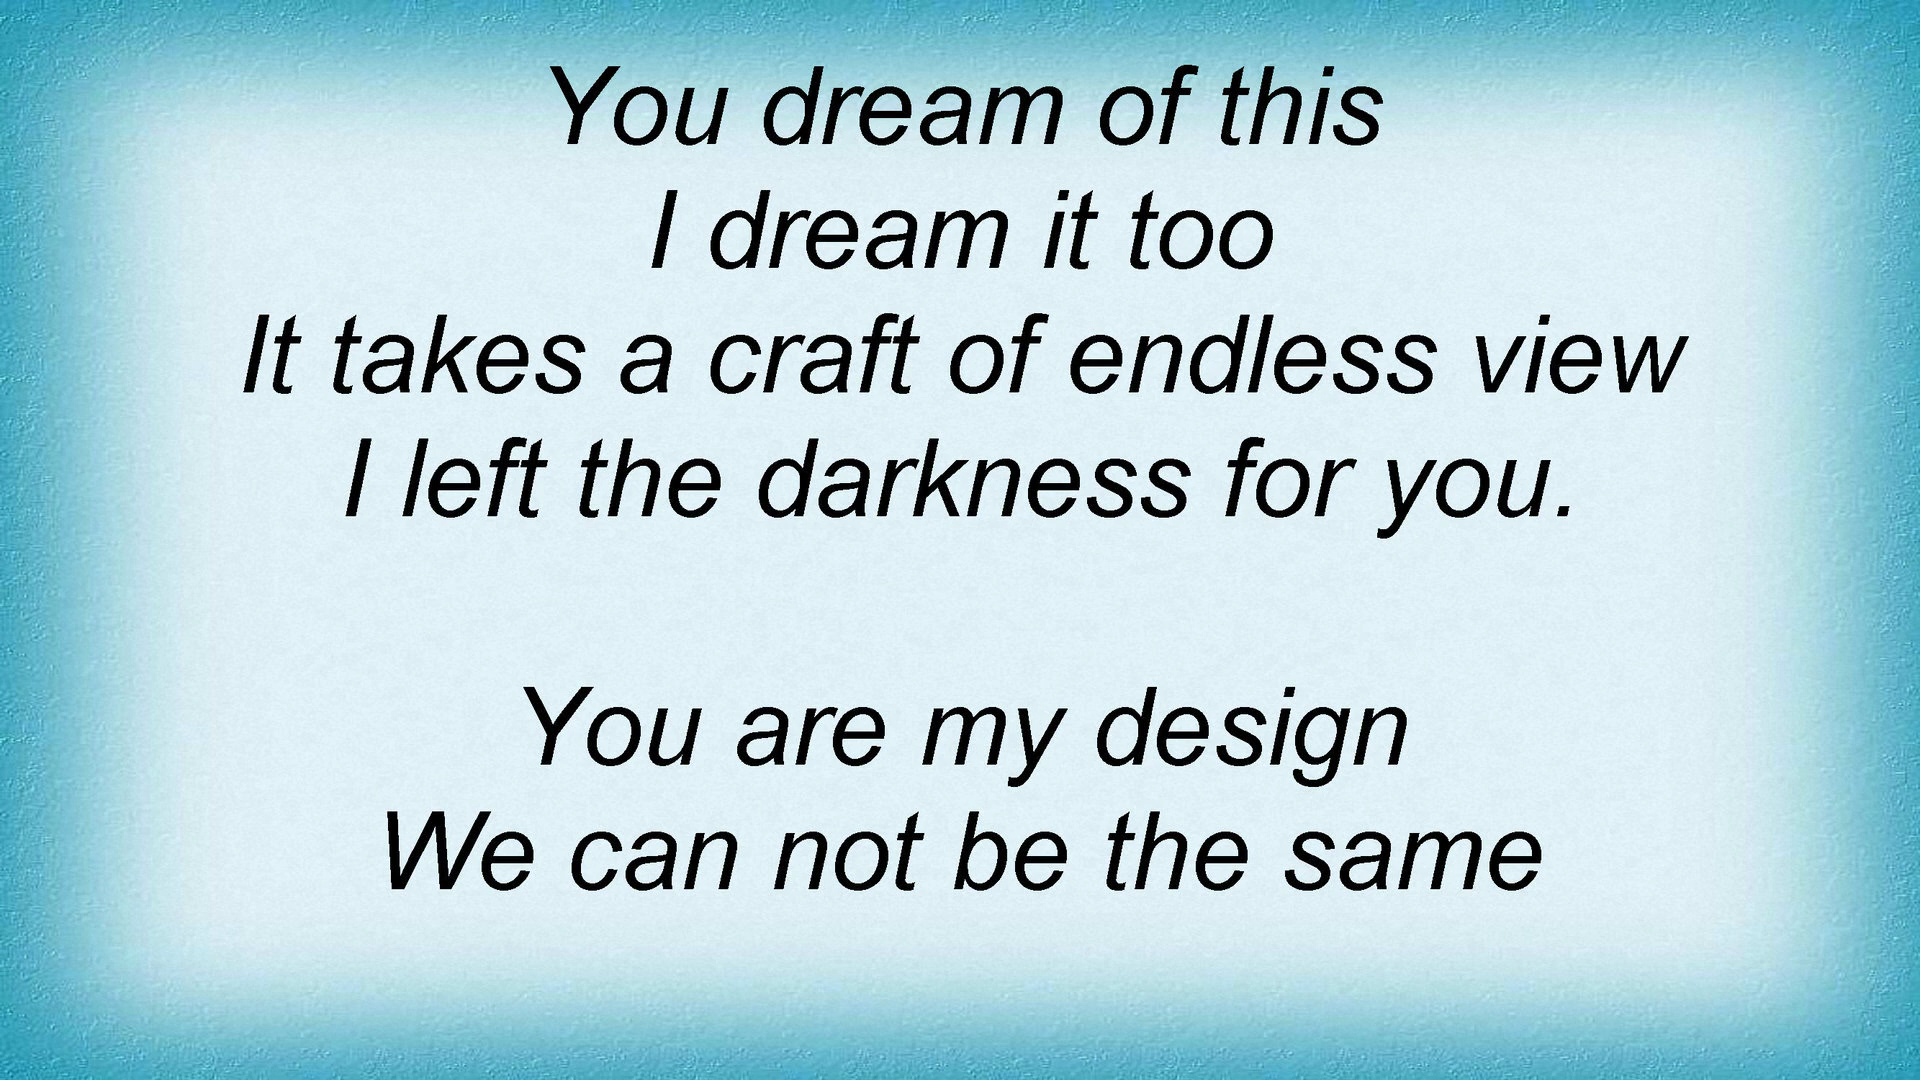 You dream of this
I dream it too
It takes a craft of endless view
I left the darkness for you.
You are my design
We can not be the same